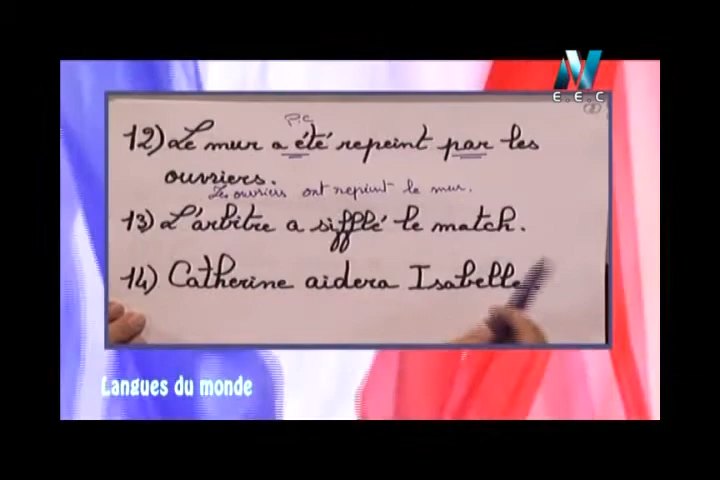 N
E.E.C
P.C
12) Le mur a été repeint par les
ouvriers.
Les ouvriers ont repeint le mur.
13) L'arbitre a sifflé le match.
14) Catherine aidera Isabelle
Langues du monde